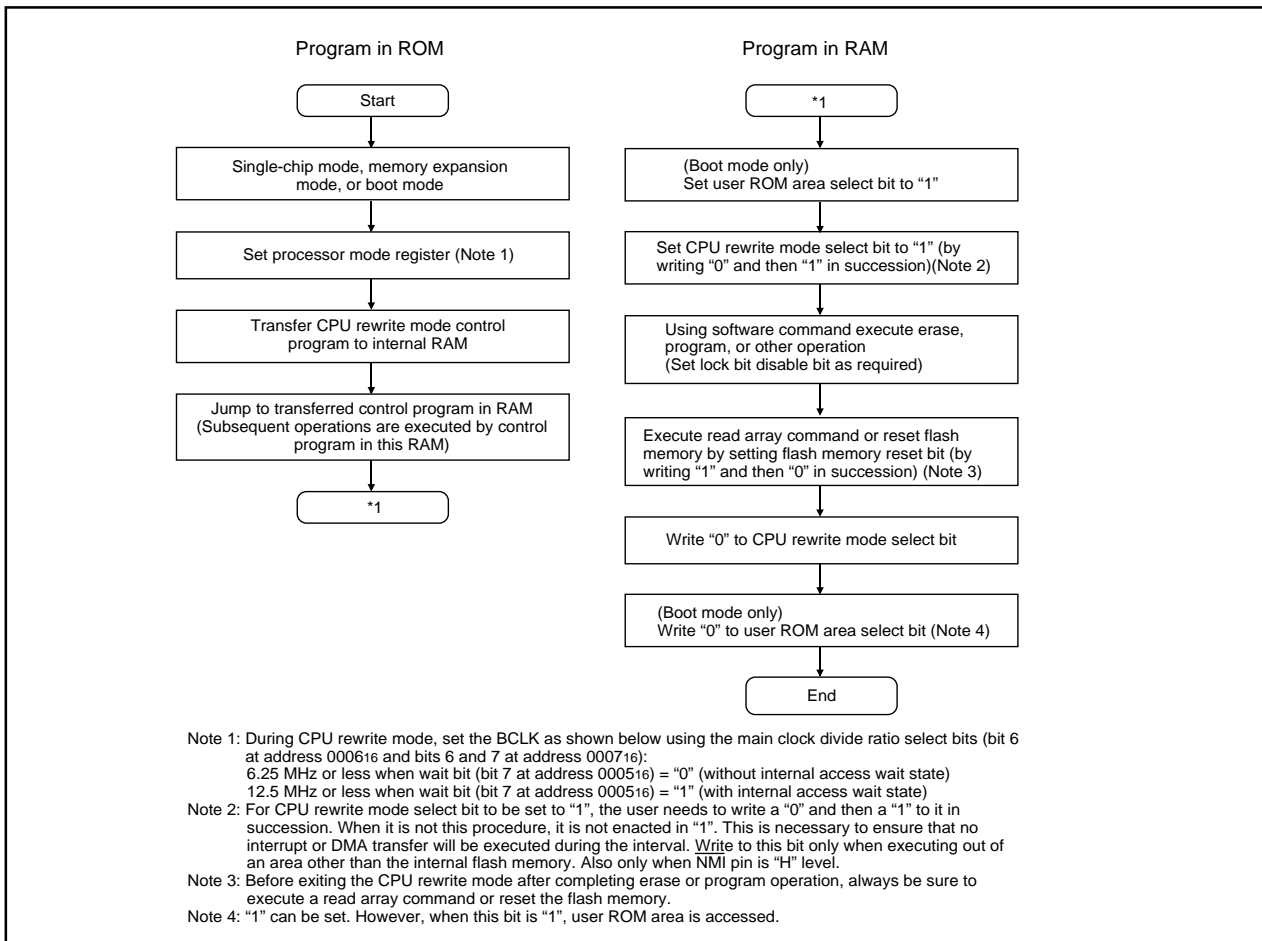 Program in ROM
Start
Single-chip mode, memory expansion
mode, or boot mode
Set processor mode register (Note 1)
Transfer CPU rewrite mode control
program to internal RAM
Jump to transferred control program in RAM
(Subsequent operations are executed by control
program in this RAM)
*1
Program in RAM
*1
(Boot mode only)
Set user ROM area select bit to “1”
Set CPU rewrite mode select bit to “1” (by
writing “0” and then “1” in succession)(Note 2)
Using software command execute erase,
program, or other operation
(Set lock bit disable bit as required)
Execute read array command or reset flash
memory by setting flash memory reset bit (by
writing “1” and then “0” in succession) (Note 3)
Write “0” to CPU rewrite mode select bit
(Boot mode only)
Write “0” to user ROM area select bit (Note 4)
End
Note 1: During CPU rewrite mode, set the BCLK as shown below using the main clock divide ratio select bits (bit 6
at address 000616 and bits 6 and 7 at address 000716):
6.25 MHz or less when wait bit (bit 7 at address 000516) = “0” (without internal access wait state)
12.5 MHz or less when wait bit (bit 7 at address 000516) = “1” (with internal access wait state)
Note 2: For CPU rewrite mode select bit to be set to “1”, the user needs to write a “0” and then a “1” to it in
succession. When it is not this procedure, it is not enacted in “1”. This is necessary to ensure that no
interrupt or DMA transfer will be executed during the interval. Write to this bit only when executing out of
an area other than the internal flash memory. Also only when NMI pin is “H” level.
Note 3: Before exiting the CPU rewrite mode after completing erase or program operation, always be sure to
execute a read array command or reset the flash memory.
Note 4: “1” can be set. However, when this bit is “1”, user ROM area is accessed.